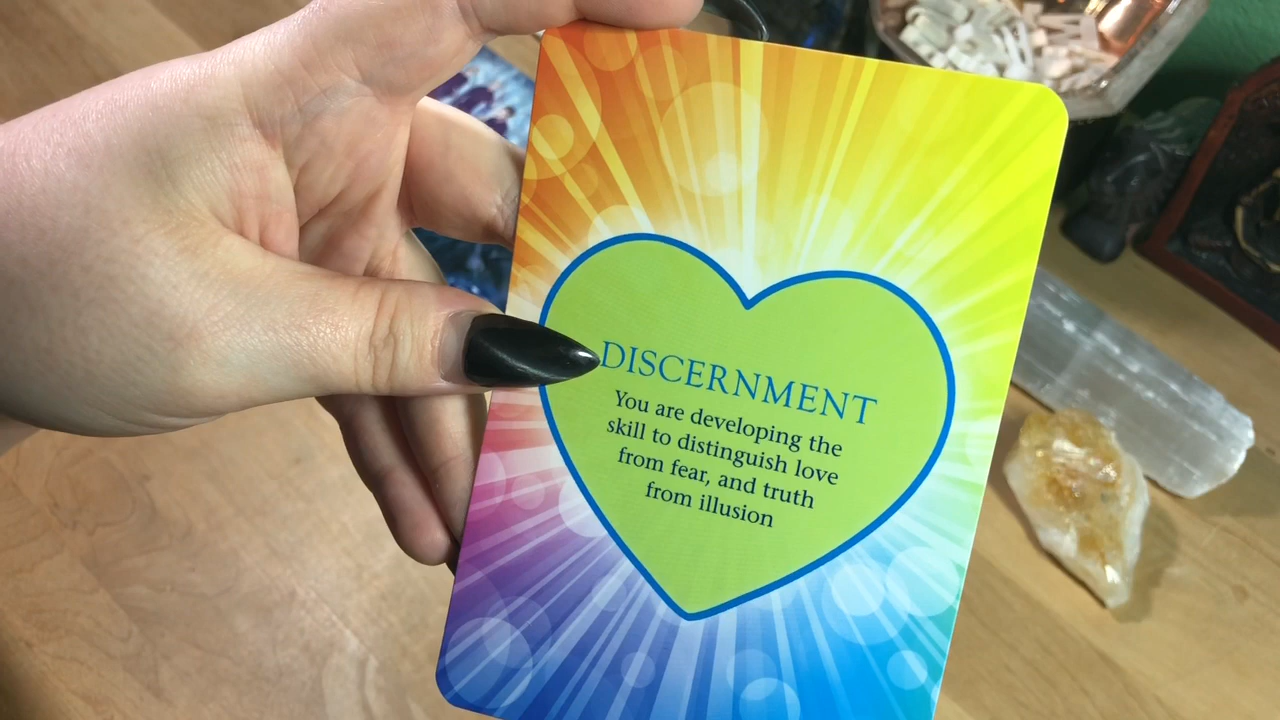 DISCERNMENT
You are developing the
skill to distinguish love
from fear, and truth
from illusion